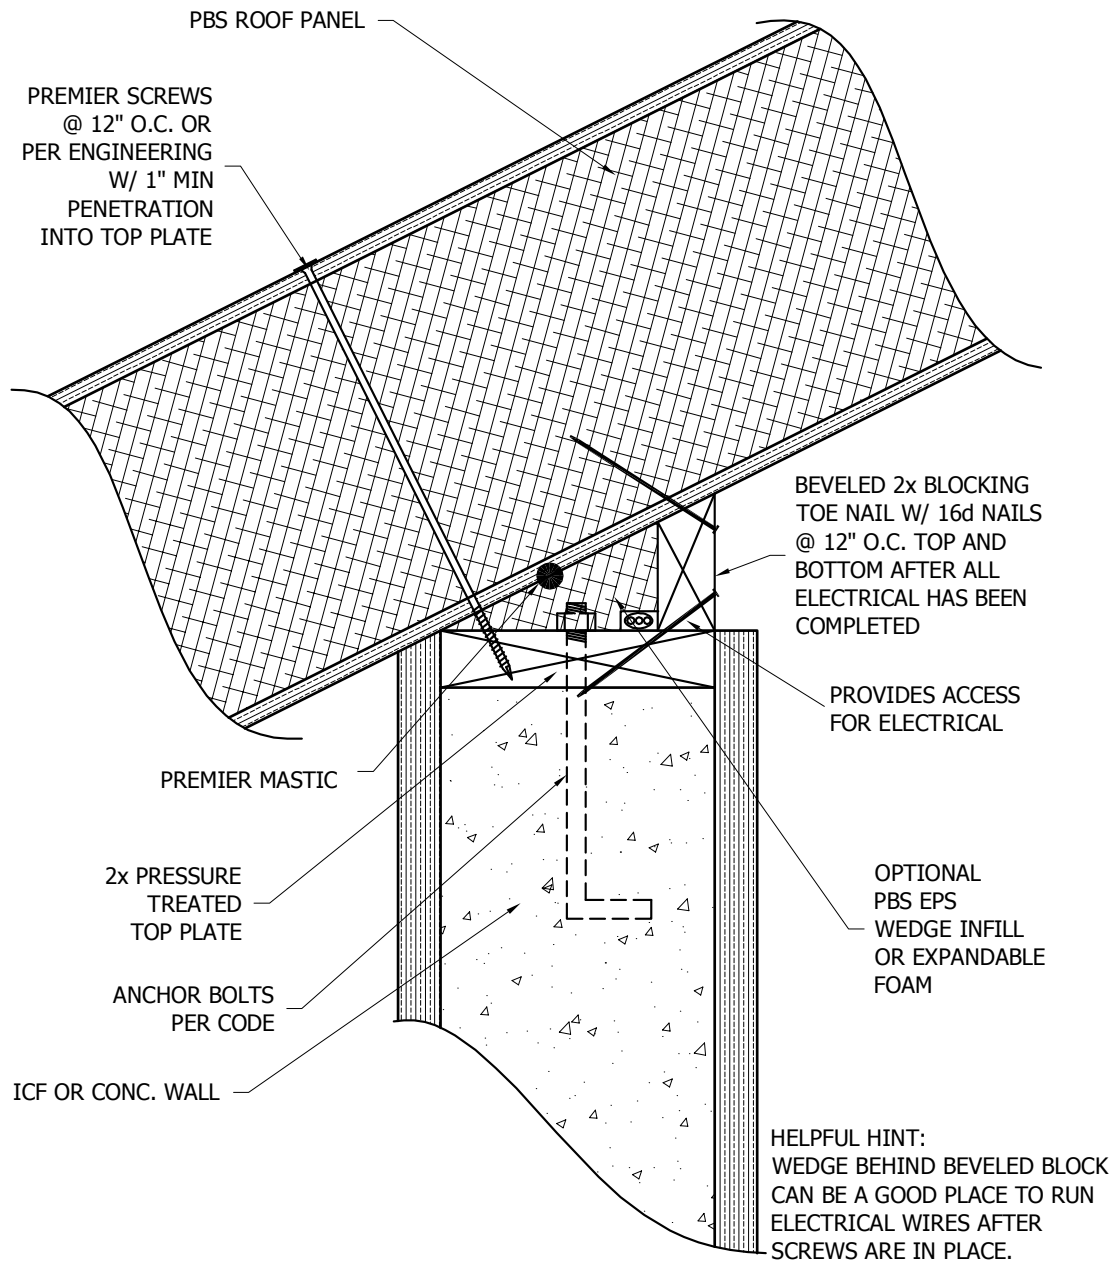 PBS ROOF PANEL
PREMIER SCREWS
@ 12" O.C. OR
PER ENGINEERING
W/ 1" MIN
PENETRATION
INTO TOP PLATE
BEVELED 2x BLOCKING
TOE NAIL W/ 16d NAILS
@ 12" O.C. TOP AND
BOTTOM AFTER ALL
ELECTRICAL HAS BEEN
COMPLETED
PROVIDES ACCESS
FOR ELECTRICAL
PREMIER MASTIC
2x PRESSURE
TREATED
TOP PLATE
OPTIONAL
PBS EPS
WEDGE INFILL
OR EXPANDABLE
FOAM
ANCHOR BOLTS
PER CODE
ICF OR CONC. WALL
HELPFUL HINT:
WEDGE BEHIND BEVELED BLOCK
CAN BE A GOOD PLACE TO RUN
ELECTRICAL WIRES AFTER
SCREWS ARE IN PLACE.